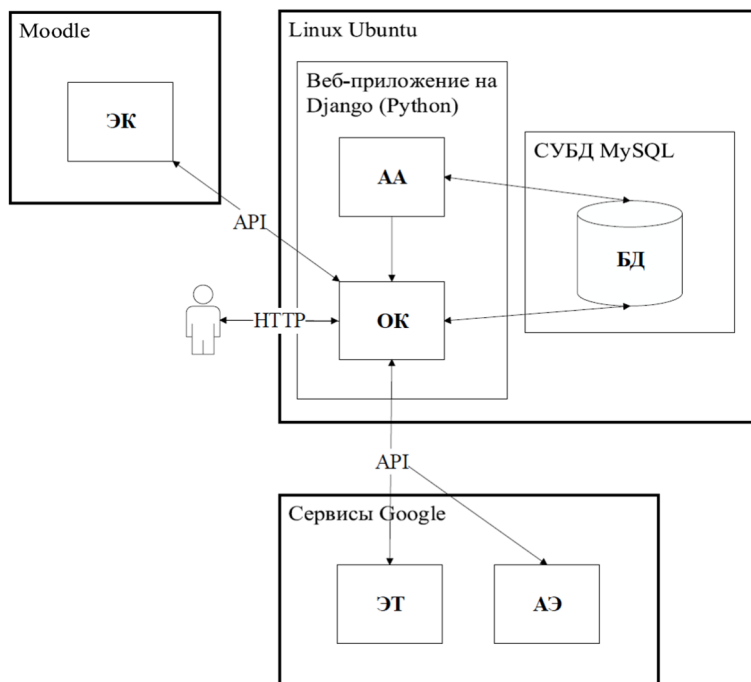 Moodle
ЭК
Linux Ubuntu
Веб-приложение на
Django (Python)
АА
СУБД MySQL
БД
API
HTTP
ОК
API
Сервисы Google
ЭТ
АЭ